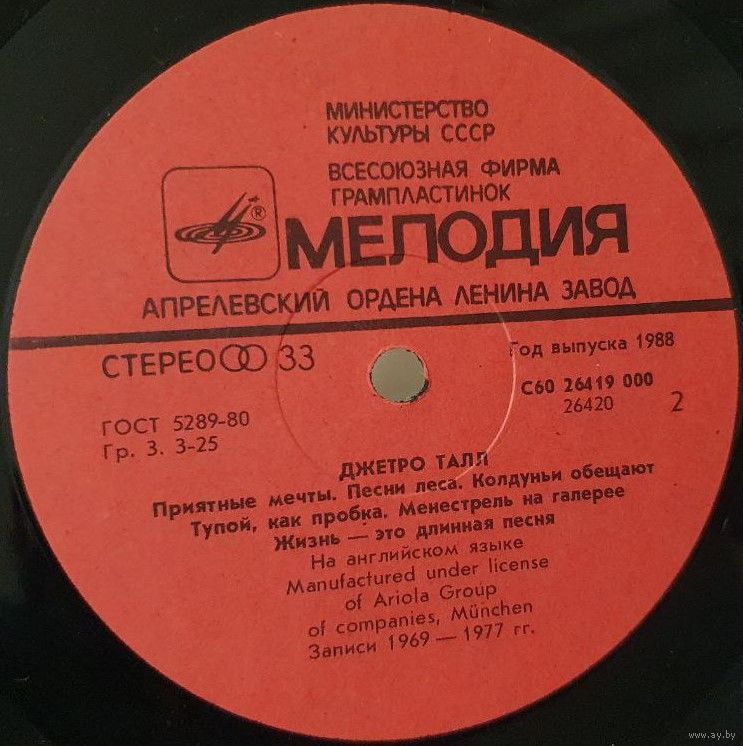 МИНИСТЕРСТВО
КУЛЬТУРЫ СССР
ВСЕСОЮЗНАЯ ФИРМА
ГРАМПЛАСТИНОК
®
МЕЛОДИЯ
АПРЕЛЕВСКИЙ ОРДЕНА ЛЕНИНА ЗАВОД
СТЕРЕО 33
Год выпуска 1988
ГОСТ 5289-80
Гр. 3. 3-25
С60 26419 000
26420
2
ДЖЕТРО ТАЛЛ
Приятные мечты. Песни леса. Колдуньи обещают
Тупой, как пробка. Менестрель на галерее
Жизнь — это длинная песня
На английском языке
Manufactured under license
of Ariola Group
of companies, München
Записи 1969 — 1977 гг.
www.ay.by